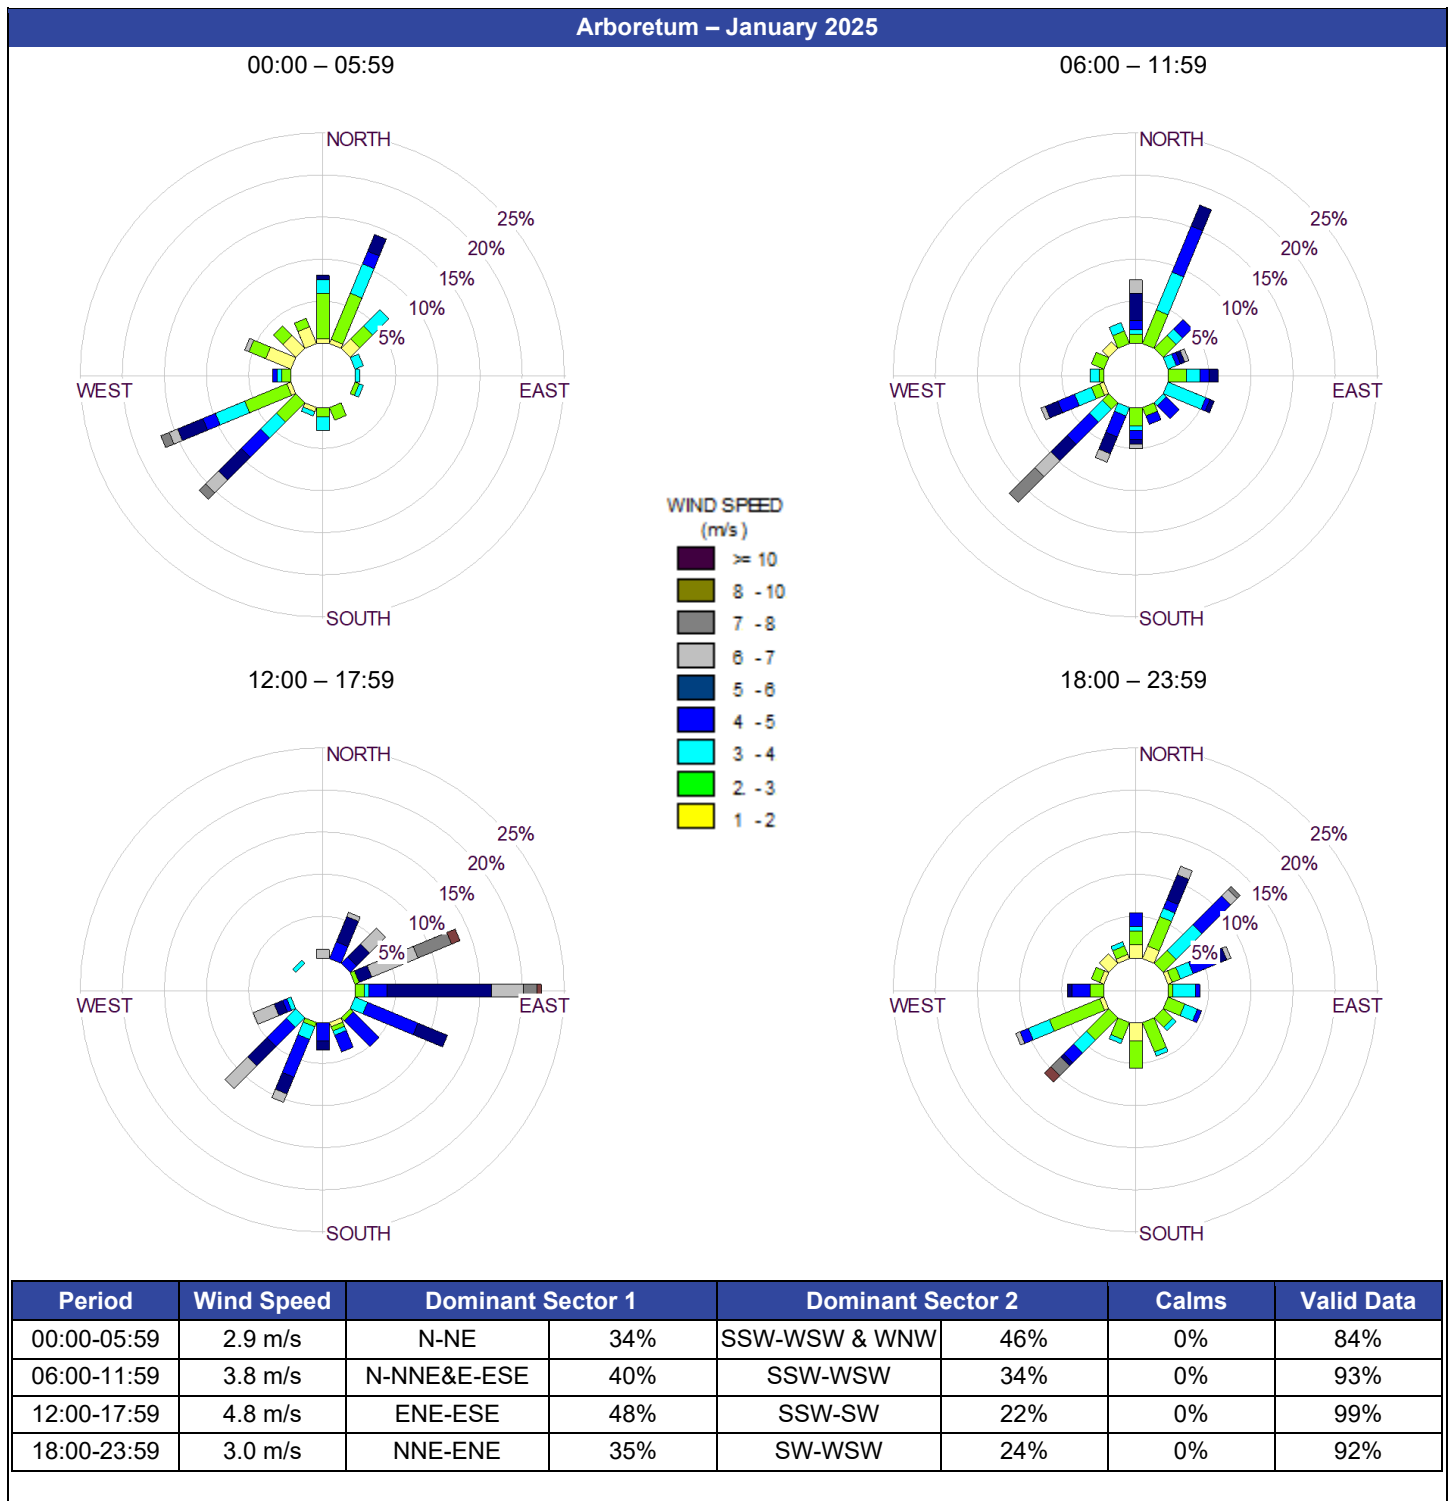 Arboretum – January 2025
00:00 – 05:59
06:00 – 11:59
NORTH
25%
20%
15%
10%
5%
WEST
EAST
SOUTH
NORTH
25%
20%
15%
10%
5%
WEST
EAST
SOUTH
WIND SPEED
(m/s)
>= 10
8 - 10
7 - 8
6 - 7
5 - 6
4 - 5
3 - 4
2 - 3
1 - 2
12:00 – 17:59
18:00 – 23:59
NORTH
25%
20%
15%
10%
5%
WEST
EAST
SOUTH
NORTH
25%
20%
15%
10%
5%
WEST
EAST
SOUTH
Period Wind Speed Dominant Sector 1 Dominant Sector 2 Calms Valid Data
00:00-05:59 2.9 m/s N-NE 34% SSW-WSW & WNW 46% 0% 84%
06:00-11:59 3.8 m/s N-NNE&E-ESE 40% SSW-WSW 34% 0% 93%
12:00-17:59 4.8 m/s ENE-ESE 48% SSW-SW 22% 0% 99%
18:00-23:59 3.0 m/s NNE-ENE 35% SW-WSW 24% 0% 92%